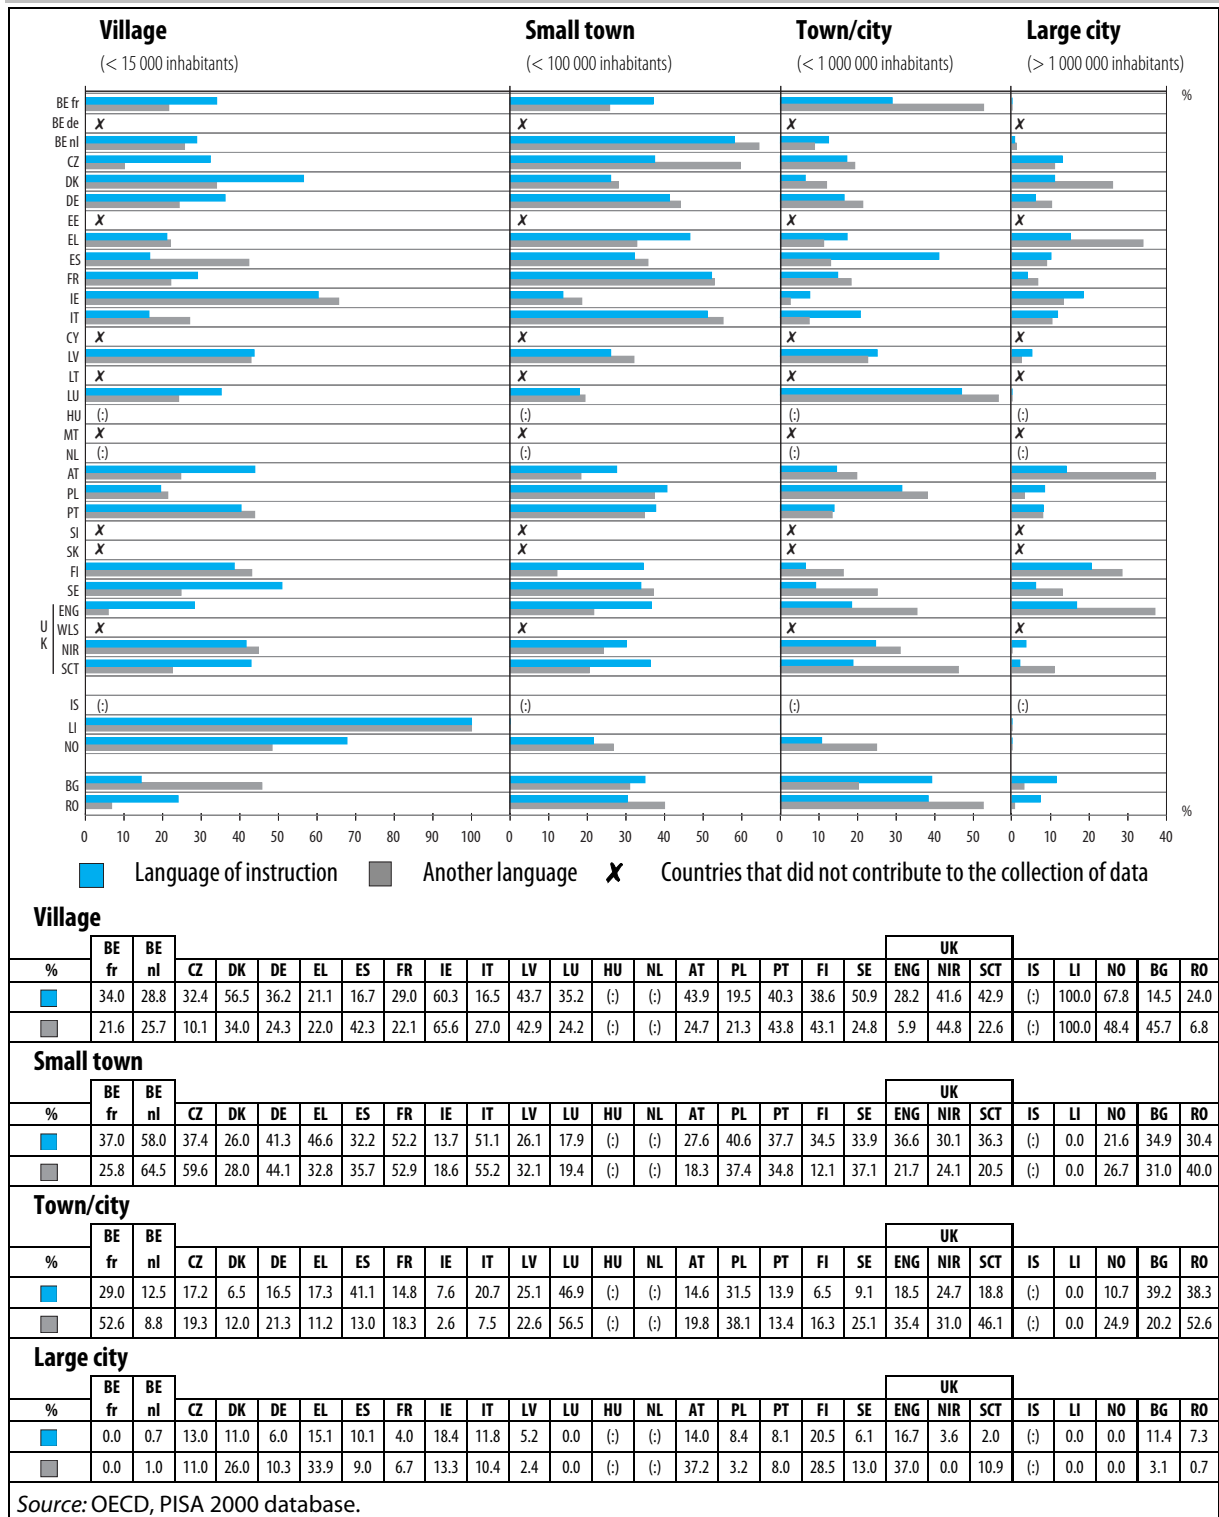 Village Small town Town/city Large city
(< 15 000 inhabitants) (< 100 000 inhabitants) (< 1 000 000 inhabitants) (> 1 000 000 inhabitants)
%
BE fr
BE de ✗ ✗ ✗ ✗
BE nl
CZ
DK
DE
EE ✗ ✗ ✗ ✗
EL
ES
FR
IE
IT
CY ✗ ✗ ✗ ✗
LV
LT ✗ ✗ ✗ ✗
LU
HU (:) (:) (:) (:)
MT ✗ ✗ ✗ ✗
NL (:) (:) (:) (:)
AT
PL
PT
SI ✗ ✗ ✗ ✗
SK ✗ ✗ ✗ ✗
FI
SE
UK
ENG
WLS ✗ ✗ ✗ ✗
NIR
SCT
IS (:) (:) (:) (:)
LI
NO
BG
RO
%
0 10 20 30 40 50 60 70 80 90 100 0 10 20 30 40 50 60 0 10 20 30 40 50 0 10 20 30 40
Language of instruction Another language ✗ Countries that did not contribute to the collection of data
Village
BE BE UK
% fr nl CZ DK DE EL ES FR IE IT LV LU HU NL AT PL PT FI SE ENG NIR SCT IS LI NO BG RO
34.0 28.8 32.4 56.5 36.2 21.1 16.7 29.0 60.3 16.5 43.7 35.2 (:) (:) 43.9 19.5 40.3 38.6 50.9 28.2 41.6 42.9 (:) 100.0 67.8 14.5 24.0
21.6 25.7 10.1 34.0 24.3 22.0 42.3 22.1 65.6 27.0 42.9 24.2 (:) (:) 24.7 21.3 43.8 43.1 24.8 5.9 44.8 22.6 (:) 100.0 48.4 45.7 6.8
Small town
BE BE UK
% fr nl CZ DK DE EL ES FR IE IT LV LU HU NL AT PL PT FI SE ENG NIR SCT IS LI NO BG RO
37.0 58.0 37.4 26.0 41.3 46.6 32.2 52.2 13.7 51.1 26.1 17.9 (:) (:) 27.6 40.6 37.7 34.5 33.9 36.6 30.1 36.3 (:) 0.0 21.6 34.9 30.4
25.8 64.5 59.6 28.0 44.1 32.8 35.7 52.9 18.6 55.2 32.1 19.4 (:) (:) 18.3 37.4 34.8 12.1 37.1 21.7 24.1 20.5 (:) 0.0 26.7 31.0 40.0
Town/city
BE BE UK
% fr nl CZ DK DE EL ES FR IE IT LV LU HU NL AT PL PT FI SE ENG NIR SCT IS LI NO BG RO
29.0 12.5 17.2 6.5 16.5 17.3 41.1 14.8 7.6 20.7 25.1 46.9 (:) (:) 14.6 31.5 13.9 6.5 9.1 18.5 24.7 18.8 (:) 0.0 10.7 39.2 38.3
52.6 8.8 19.3 12.0 21.3 11.2 13.0 18.3 2.6 7.5 22.6 56.5 (:) (:) 19.8 38.1 13.4 16.3 25.1 35.4 31.0 46.1 (:) 0.0 24.9 20.2 52.6
Large city
BE BE UK
% fr nl CZ DK DE EL ES FR IE IT LV LU HU NL AT PL PT FI SE ENG NIR SCT IS LI NO BG RO
0.0 0.7 13.0 11.0 6.0 15.1 10.1 4.0 18.4 11.8 5.2 0.0 (:) (:) 14.0 8.4 8.1 20.5 6.1 16.7 3.6 2.0 (:) 0.0 0.0 11.4 7.3
0.0 1.0 11.0 26.0 10.3 33.9 9.0 6.7 13.3 10.4 2.4 0.0 (:) (:) 37.2 3.2 8.0 28.5 13.0 37.0 0.0 10.9 (:) 0.0 0.0 3.1 0.7
Source: OECD, PISA 2000 database.